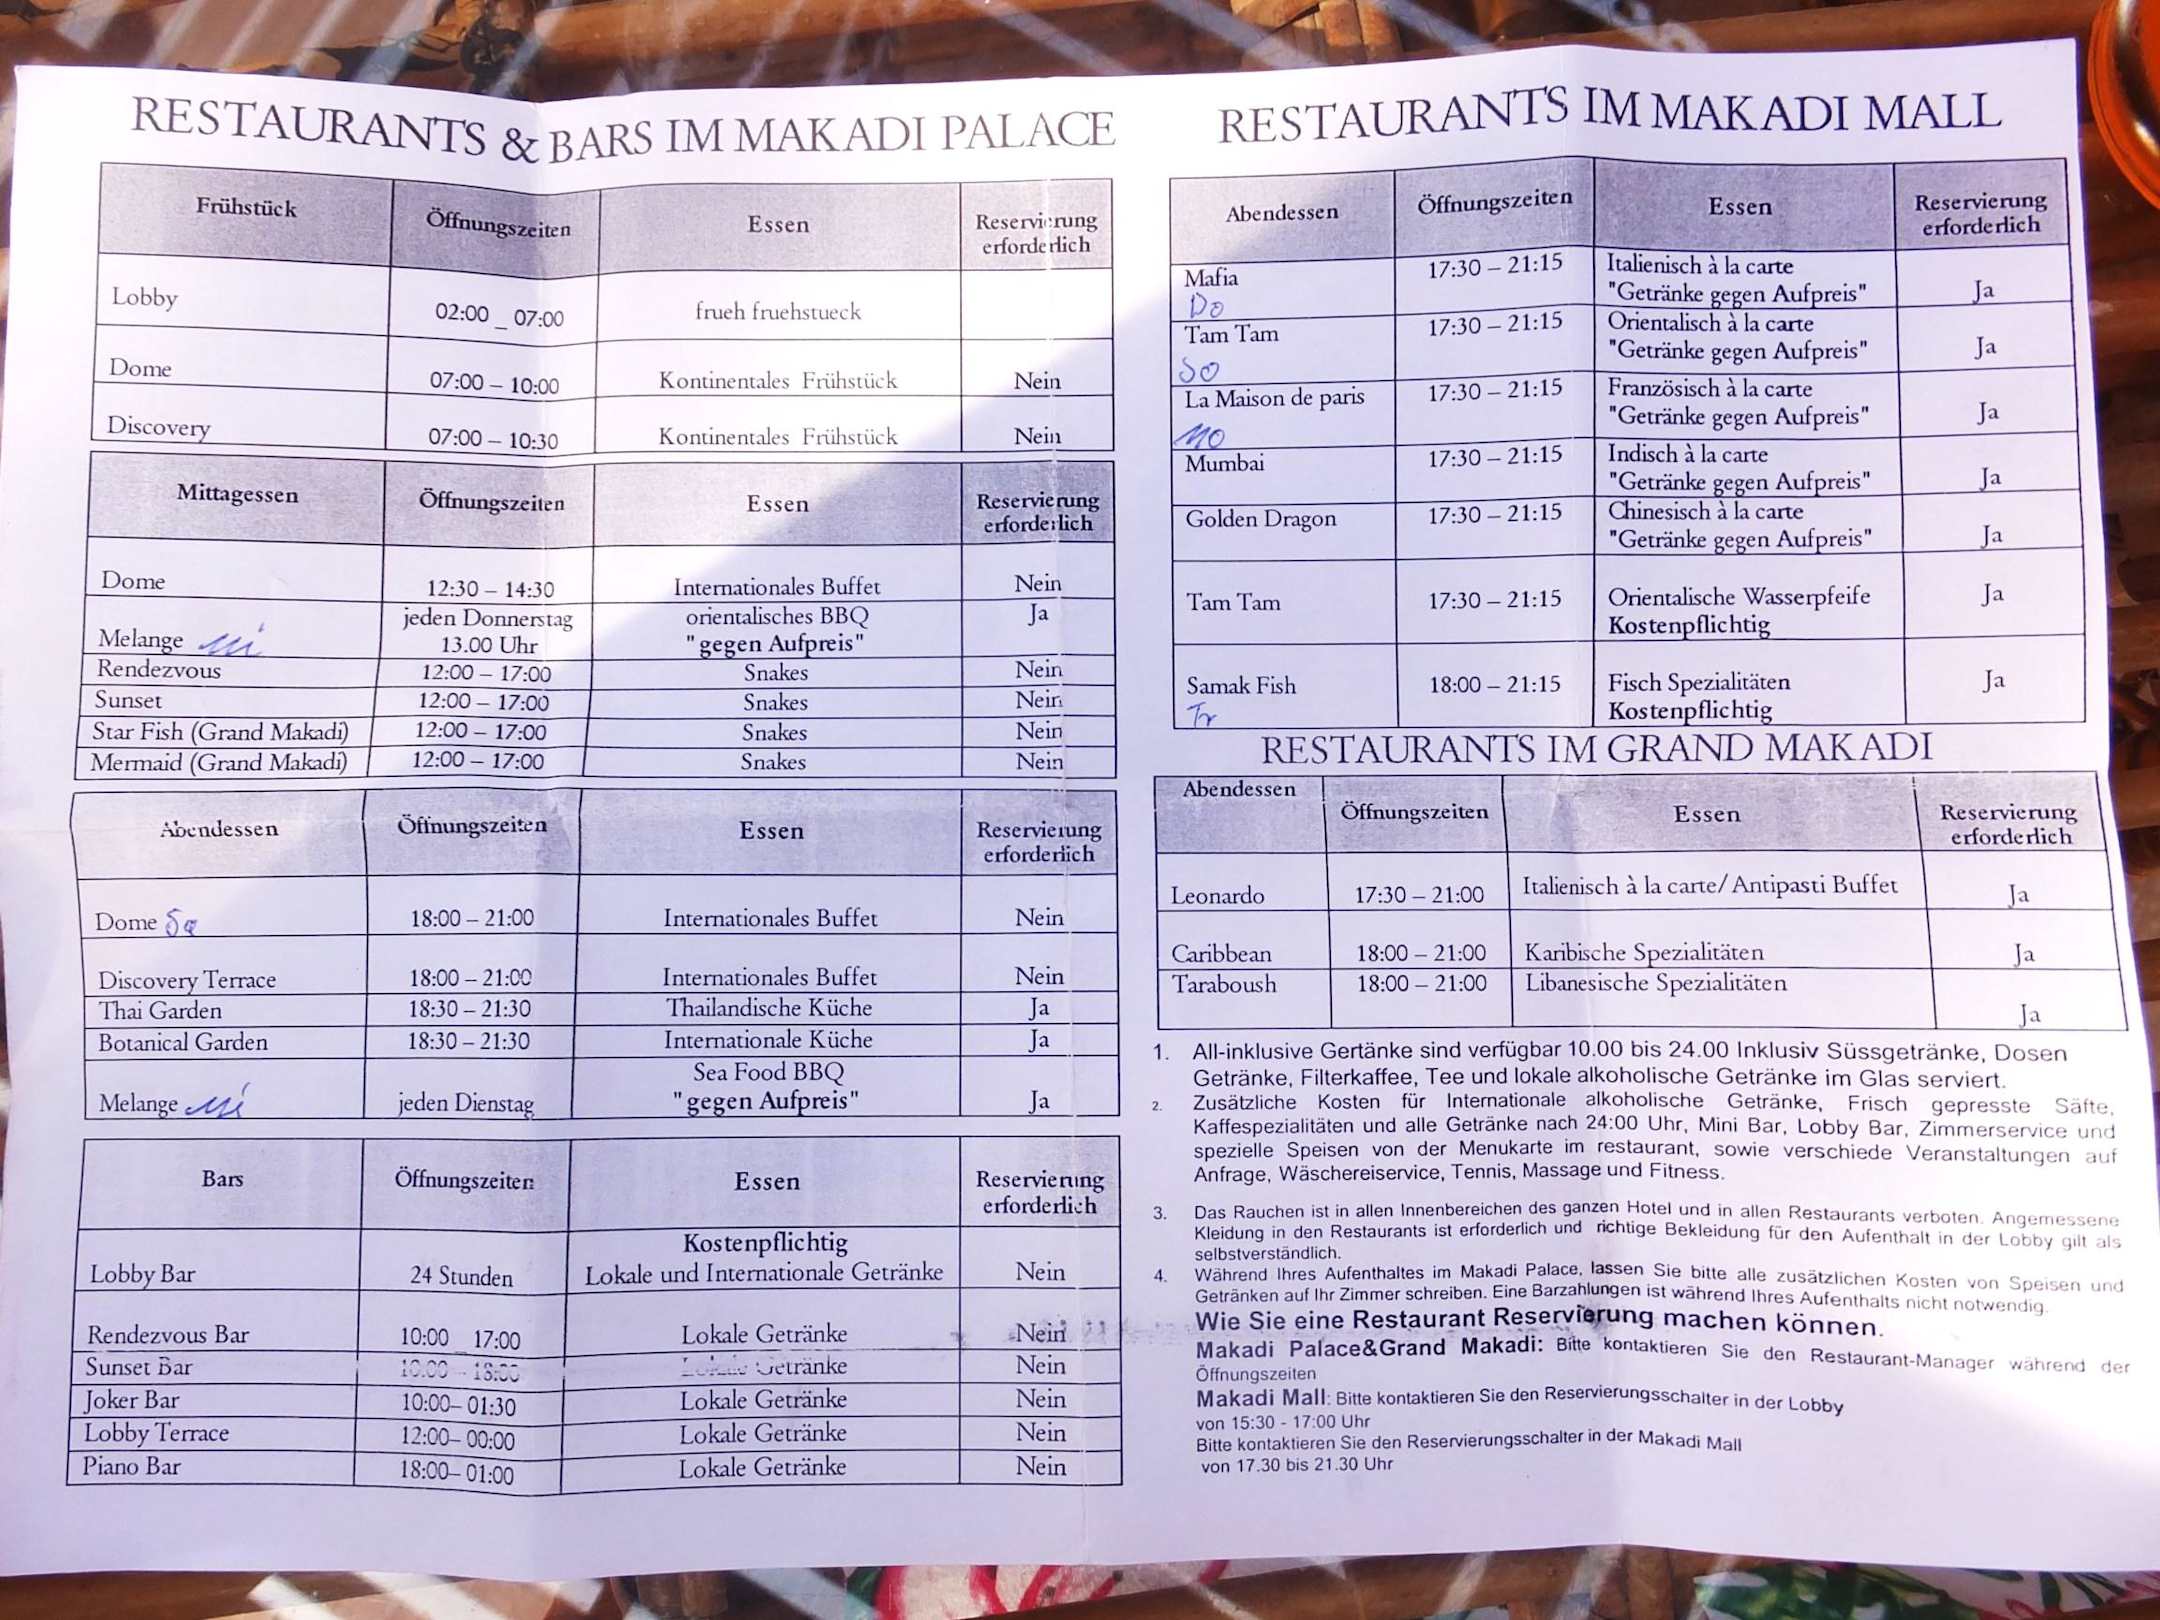 RESTAURANTS & BARS IM MAKADI PALACE
Frühstück Öffnungszeiten Essen Reservierung erforderlich
Lobby 02:00 _ 07:00 frueh fruehstueck
Dome 07:00 – 10:00 Kontinentales Frühstück Nein
Discovery 07:00 – 10:30 Kontinentales Frühstück Nein
Mittagessen Öffnungszeiten Essen Reservierung erforderlich
Dome 12:30 – 14:30 Internationales Buffet Nein
Melange Mi jeden Donnerstag 13.00 Uhr orientalisches BBQ "gegen Aufpreis" Ja
Rendezvous 12:00 – 17:00 Snakes Nein
Sunset 12:00 – 17:00 Snakes Nein
Star Fish (Grand Makadi) 12:00 – 17:00 Snakes Nein
Mermaid (Grand Makadi) 12:00 – 17:00 Snakes Nein
Abendessen Öffnungszeiten Essen Reservierung erforderlich
Dome Sa 18:00 – 21:00 Internationales Buffet Nein
Discovery Terrace 18:00 – 21:00 Internationales Buffet Nein
Thai Garden 18:30 – 21:30 Thailandische Küche Ja
Botanical Garden 18:30 – 21:30 Internationale Küche Ja
Melange Mi jeden Dienstag Sea Food BBQ "gegen Aufpreis" Ja
Bars Öffnungszeiten Essen Reservierung erforderlich
Lobby Bar 24 Stunden Kostenpflichtig Lokale und Internationale Getränke Nein
Rendezvous Bar 10:00 _ 17:00 Lokale Getränke Nein
Sunset Bar 10:00 – 18:00 Lokale Getränke Nein
Joker Bar 10:00– 01:30 Lokale Getränke Nein
Lobby Terrace 12:00– 00:00 Lokale Getränke Nein
Piano Bar 18:00– 01:00 Lokale Getränke Nein
RESTAURANTS IM MAKADI MALL
Abendessen Öffnungszeiten Essen Reservierung erforderlich
Mafia Do 17:30 – 21:15 Italienisch à la carte "Getränke gegen Aufpreis" Ja
Tam Tam So 17:30 – 21:15 Orientalisch à la carte "Getränke gegen Aufpreis" Ja
La Maison de paris Mo 17:30 – 21:15 Französisch à la carte "Getränke gegen Aufpreis" Ja
Mumbai 17:30 – 21:15 Indisch à la carte "Getränke gegen Aufpreis" Ja
Golden Dragon 17:30 – 21:15 Chinesisch à la carte "Getränke gegen Aufpreis" Ja
Tam Tam 17:30 – 21:15 Orientalische Wasserpfeife Kostenpflichtig Ja
Samak Fish Fr 18:00 – 21:15 Fisch Spezialitäten Kostenpflichtig Ja
RESTAURANTS IM GRAND MAKADI
Abendessen Öffnungszeiten Essen Reservierung erforderlich
Leonardo 17:30 – 21:00 Italienisch à la carte/ Antipasti Buffet Ja
Caribbean 18:00 – 21:00 Karibische Spezialitäten Ja
Taraboush 18:00 – 21:00 Libanesische Spezialitäten Ja
1. All-inklusive Gertänke sind verfügbar 10.00 bis 24.00 Inklusiv Süssgetränke, Dosen
Getränke, Filterkaffee, Tee und lokale alkoholische Getränke im Glas serviert.
2. Zusätzliche Kosten für Internationale alkoholische Getränke, Frisch gepresste Säfte,
Kaffespezialitäten und alle Getränke nach 24:00 Uhr, Mini Bar, Lobby Bar, Zimmerservice und
spezielle Speisen von der Menukarte im restaurant, sowie verschiede Veranstaltungen auf
Anfrage, Wäschereiservice, Tennis, Massage und Fitness.
3. Das Rauchen ist in allen Innenbereichen des ganzen Hotel und in allen Restaurants verboten. Angemessene
Kleidung in den Restaurants ist erforderlich und richtige Bekleidung für den Aufenthalt in der Lobby gilt als
selbstverständlich.
4. Während Ihres Aufenthaltes im Makadi Palace, lassen Sie bitte alle zusätzlichen Kosten von Speisen und
Getränken auf Ihr Zimmer schreiben. Eine Barzahlungen ist während Ihres Aufenthalts nicht notwendig.
Wie Sie eine Restaurant Reservierung machen können.
Makadi Palace&Grand Makadi: Bitte kontaktieren Sie den Restaurant-Manager während der
Öffnungszeiten
Makadi Mall: Bitte kontaktieren Sie den Reservierungsschalter in der Lobby
von 15:30 - 17:00 Uhr
Bitte kontaktieren Sie den Reservierungsschalter in der Makadi Mall
von 17.30 bis 21.30 Uhr